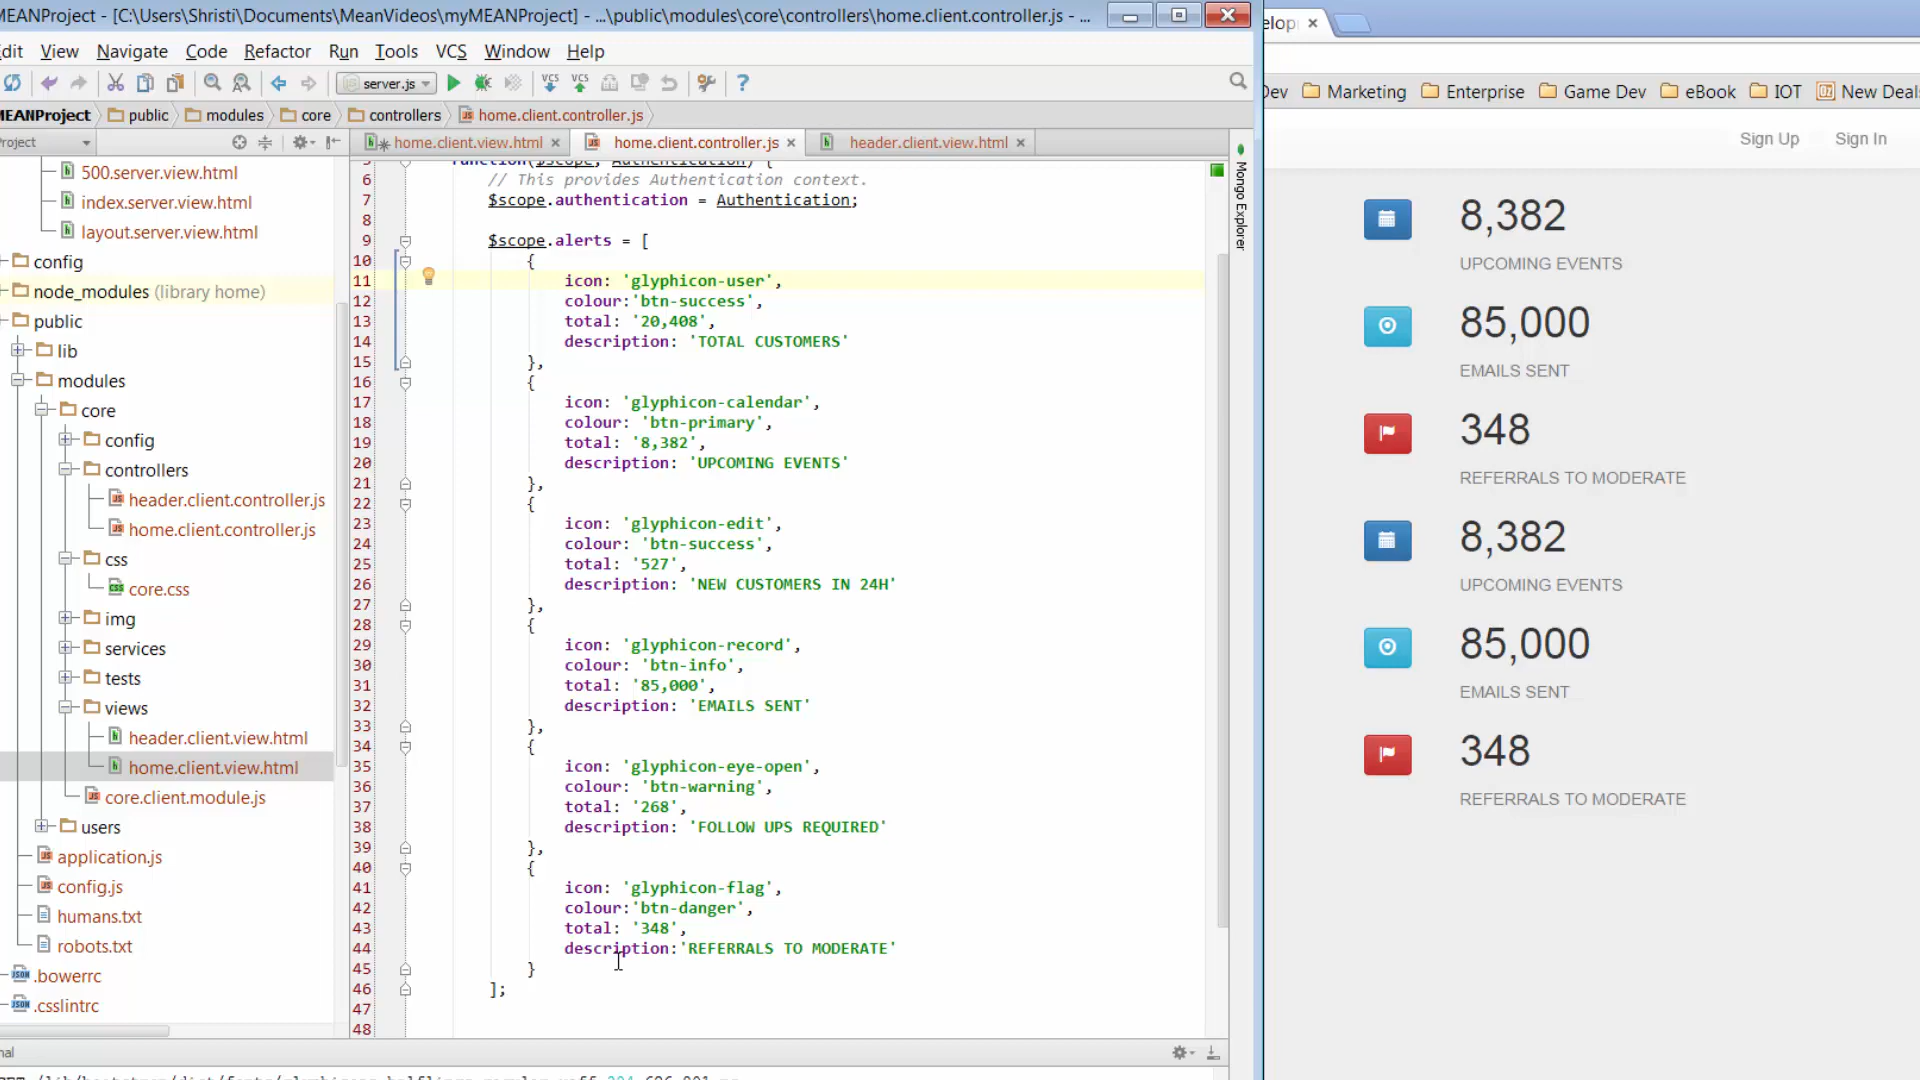 MEANProject - [C:\Users\Shristi\Documents\MeanVideos\myMEANProject] - ...\public\modules\core\controllers\home.client.controller.js - ...
dit View Navigate Code Refactor Run Tools VCS Window Help
server.js
VCS VCS
MEANProject public modules core controllers home.client.controller.js
roject
home.client.view.html home.client.controller.js header.client.view.html
500.server.view.html
index.server.view.html
layout.server.view.html
config
node_modules (library home)
public
lib
modules
core
config
controllers
header.client.controller.js
home.client.controller.js
css
core.css
img
services
tests
views
header.client.view.html
home.client.view.html
core.client.module.js
users
application.js
config.js
humans.txt
robots.txt
.bowerrc
.csslintrc
5 function($scope, Authentication) {
6 // This provides Authentication context.
7 $scope.authentication = Authentication;
8
9 $scope.alerts = [
10 {
11 icon: 'glyphicon-user',
12 colour:'btn-success',
13 total: '20,408',
14 description: 'TOTAL CUSTOMERS'
15 },
16 {
17 icon: 'glyphicon-calendar',
18 colour: 'btn-primary',
19 total: '8,382',
20 description: 'UPCOMING EVENTS'
21 },
22 {
23 icon: 'glyphicon-edit',
24 colour: 'btn-success',
25 total: '527',
26 description: 'NEW CUSTOMERS IN 24H'
27 },
28 {
29 icon: 'glyphicon-record',
30 colour: 'btn-info',
31 total: '85,000',
32 description: 'EMAILS SENT'
33 },
34 {
35 icon: 'glyphicon-eye-open',
36 colour: 'btn-warning',
37 total: '268',
38 description: 'FOLLOW UPS REQUIRED'
39 },
40 {
41 icon: 'glyphicon-flag',
42 colour:'btn-danger',
43 total: '348',
44 description:'REFERRALS TO MODERATE'
45 }
46 ];
47
48
Mongo Explorer
nal
elop
Dev Marketing Enterprise Game Dev eBook IOT New Deal
Sign Up Sign In
8,382
UPCOMING EVENTS
85,000
EMAILS SENT
348
REFERRALS TO MODERATE
8,382
UPCOMING EVENTS
85,000
EMAILS SENT
348
REFERRALS TO MODERATE